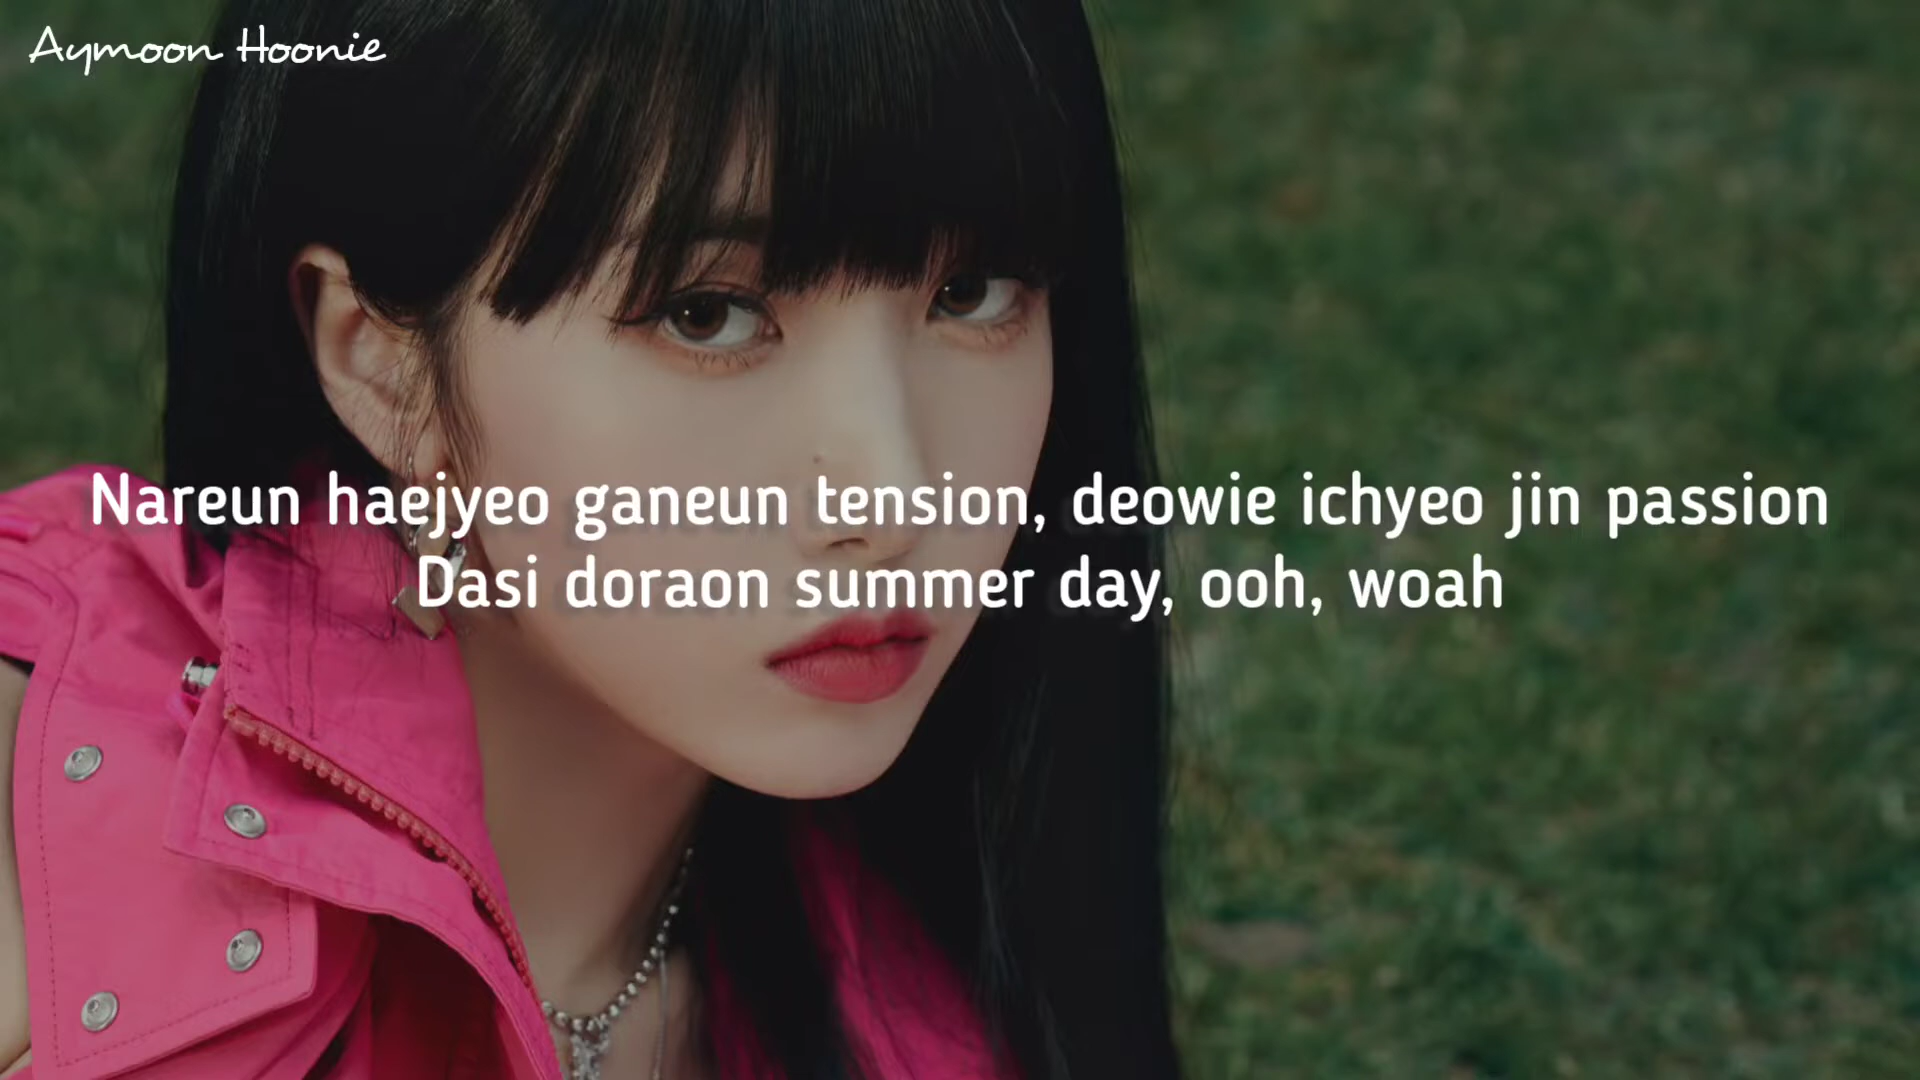 Aymoon Hoonie
Nareun haejyeo ganeun tension, deowie ichyeo jin passion
Dasi doraon summer day, ooh, woah